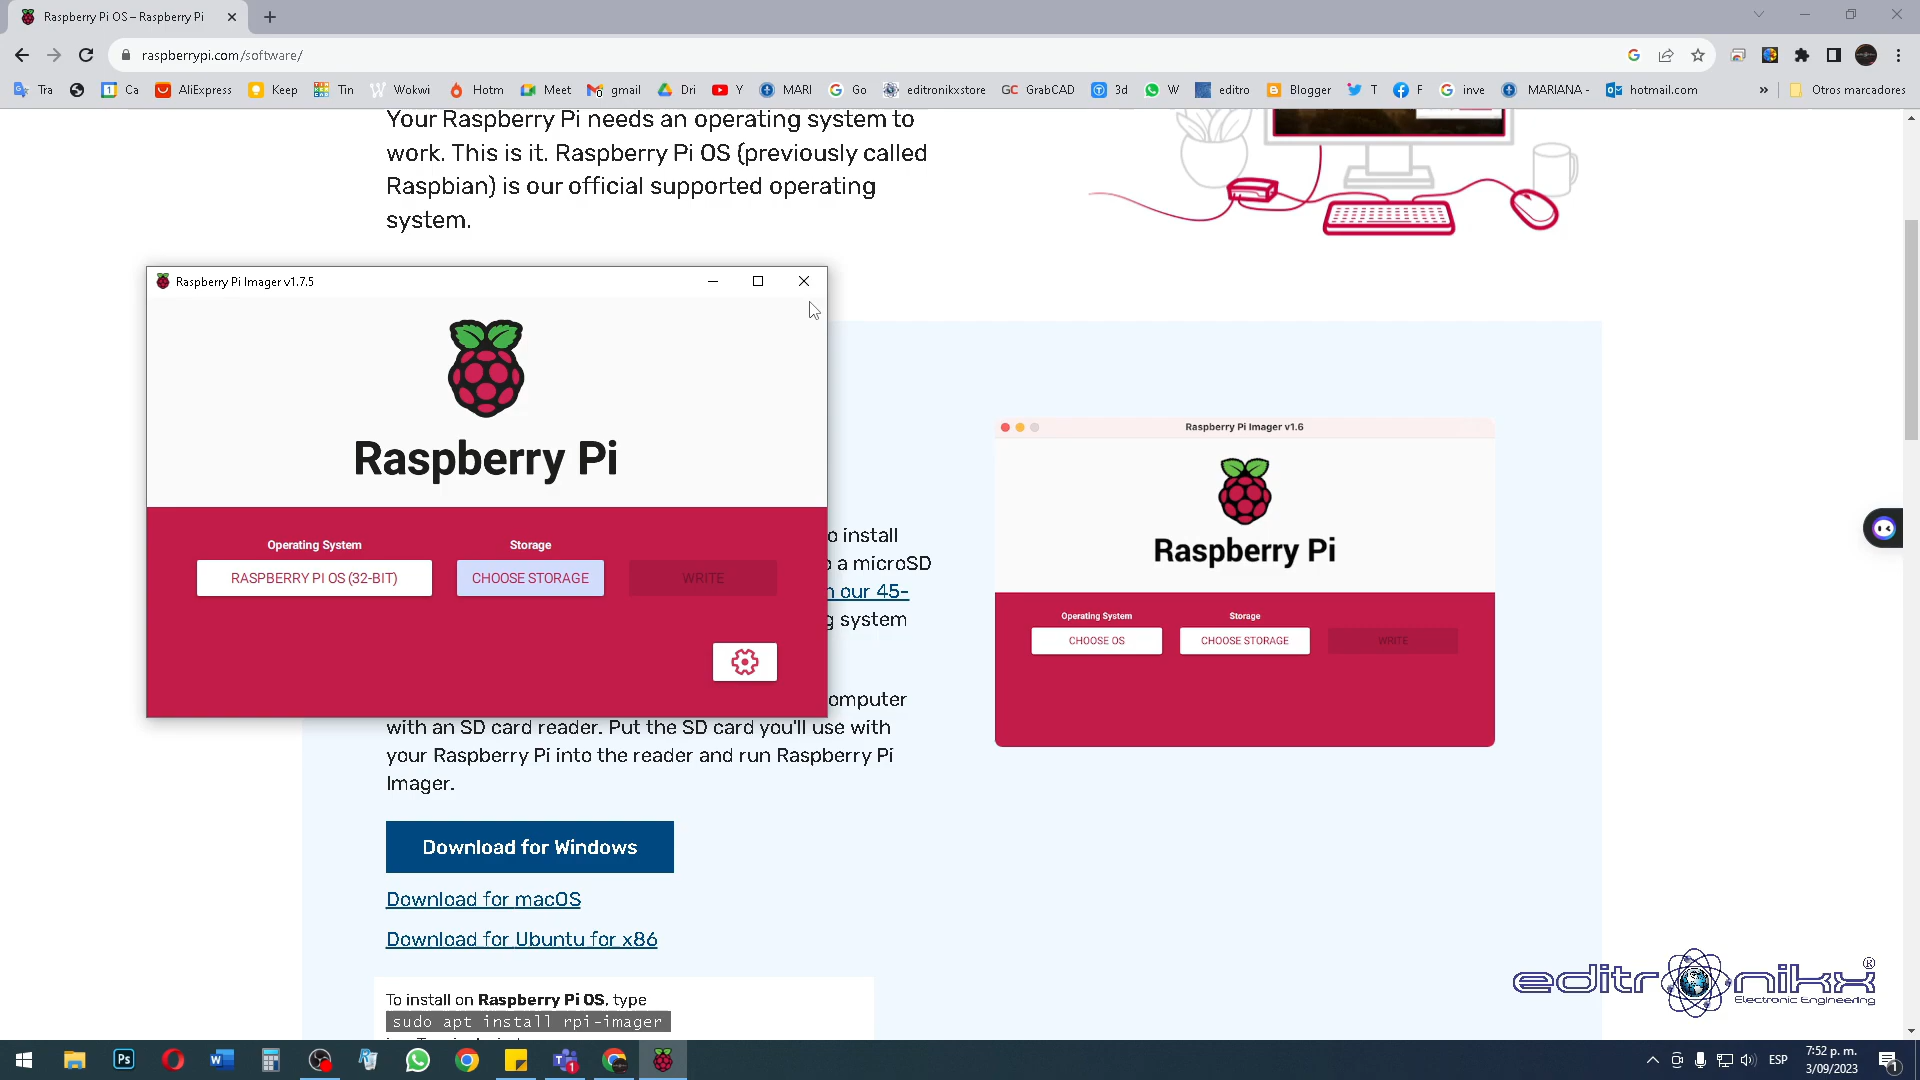 Raspberry Pi OS – Raspberry Pi
raspberrypi.com/software/
Tra
Ca
AliExpress
Keep
Tin
Wokwi
Hotm
Meet
gmail
Dri
Y
MARI
Go
editronikxstore
GC GrabCAD
3d
W
editro
Blogger
T
F
inve
MARIANA -
hotmail.com
»
Otros marcadores
Your Raspberry Pi needs an operating system to
work. This is it. Raspberry Pi OS (previously called
Raspbian) is our official supported operating
system.
Raspberry Pi Imager v1.7.5
Raspberry Pi
Operating System
Storage
RASPBERRY PI OS (32-BIT)
CHOOSE STORAGE
WRITE
o install
a microSD
n our 45-
g system
omputer
with an SD card reader. Put the SD card you'll use with
your Raspberry Pi into the reader and run Raspberry Pi
Imager.
Raspberry Pi Imager v1.6
Raspberry Pi
Operating System
Storage
CHOOSE OS
CHOOSE STORAGE
WRITE
Download for Windows
Download for macOS
Download for Ubuntu for x86
To install on Raspberry Pi OS, type
sudo apt install rpi-imager
editronikx®
Electronic Engineering
ESP
7:52 p. m.
3/09/2023